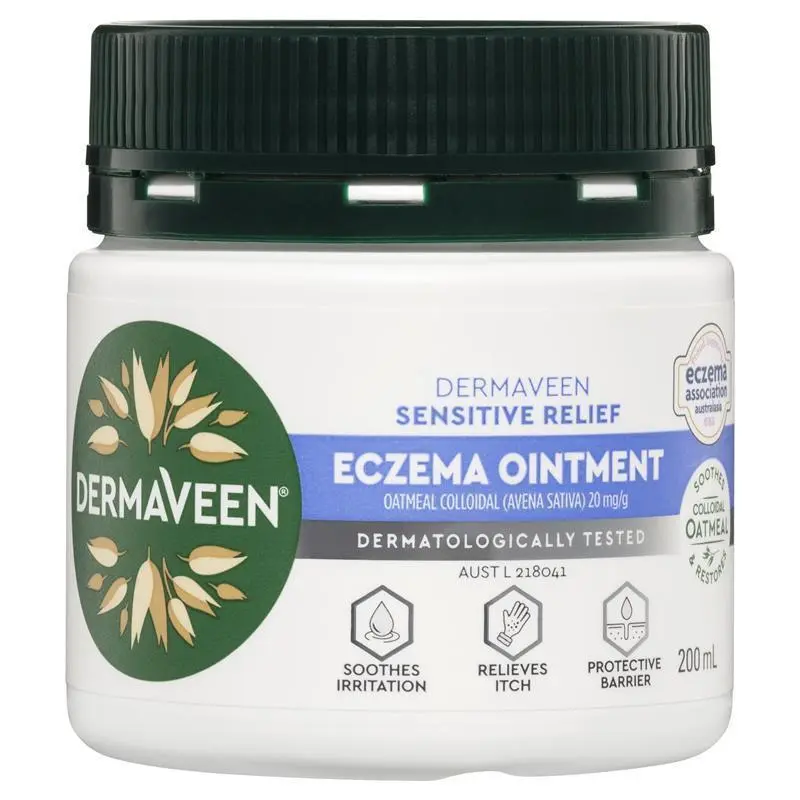 DERMAVEEN®
DERMAVEEN
SENSITIVE RELIEF
ECZEMA OINTMENT
OATMEAL COLLOIDAL (AVENA SATIVA) 20 mg/g
DERMATOLOGICALLY TESTED
AUST L 218041
SOOTHES
IRRITATION
RELIEVES
ITCH
PROTECTIVE
BARRIER
200 mL
eczema
association
australasia
SOOTHES
COLLOIDAL
OATMEAL
& RESTORES